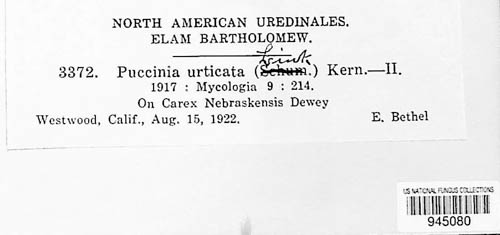 NORTH AMERICAN UREDINALES.
ELAM BARTHOLOMEW.
Link
3372. Puccinia urticata (Schum.) Kern.—II.
1917 : Mycologia 9 : 214.
On Carex Nebraskensis Dewey
Westwood, Calif., Aug. 15, 1922. E. Bethel
US NATIONAL FUNGUS COLLECTIONS
945080